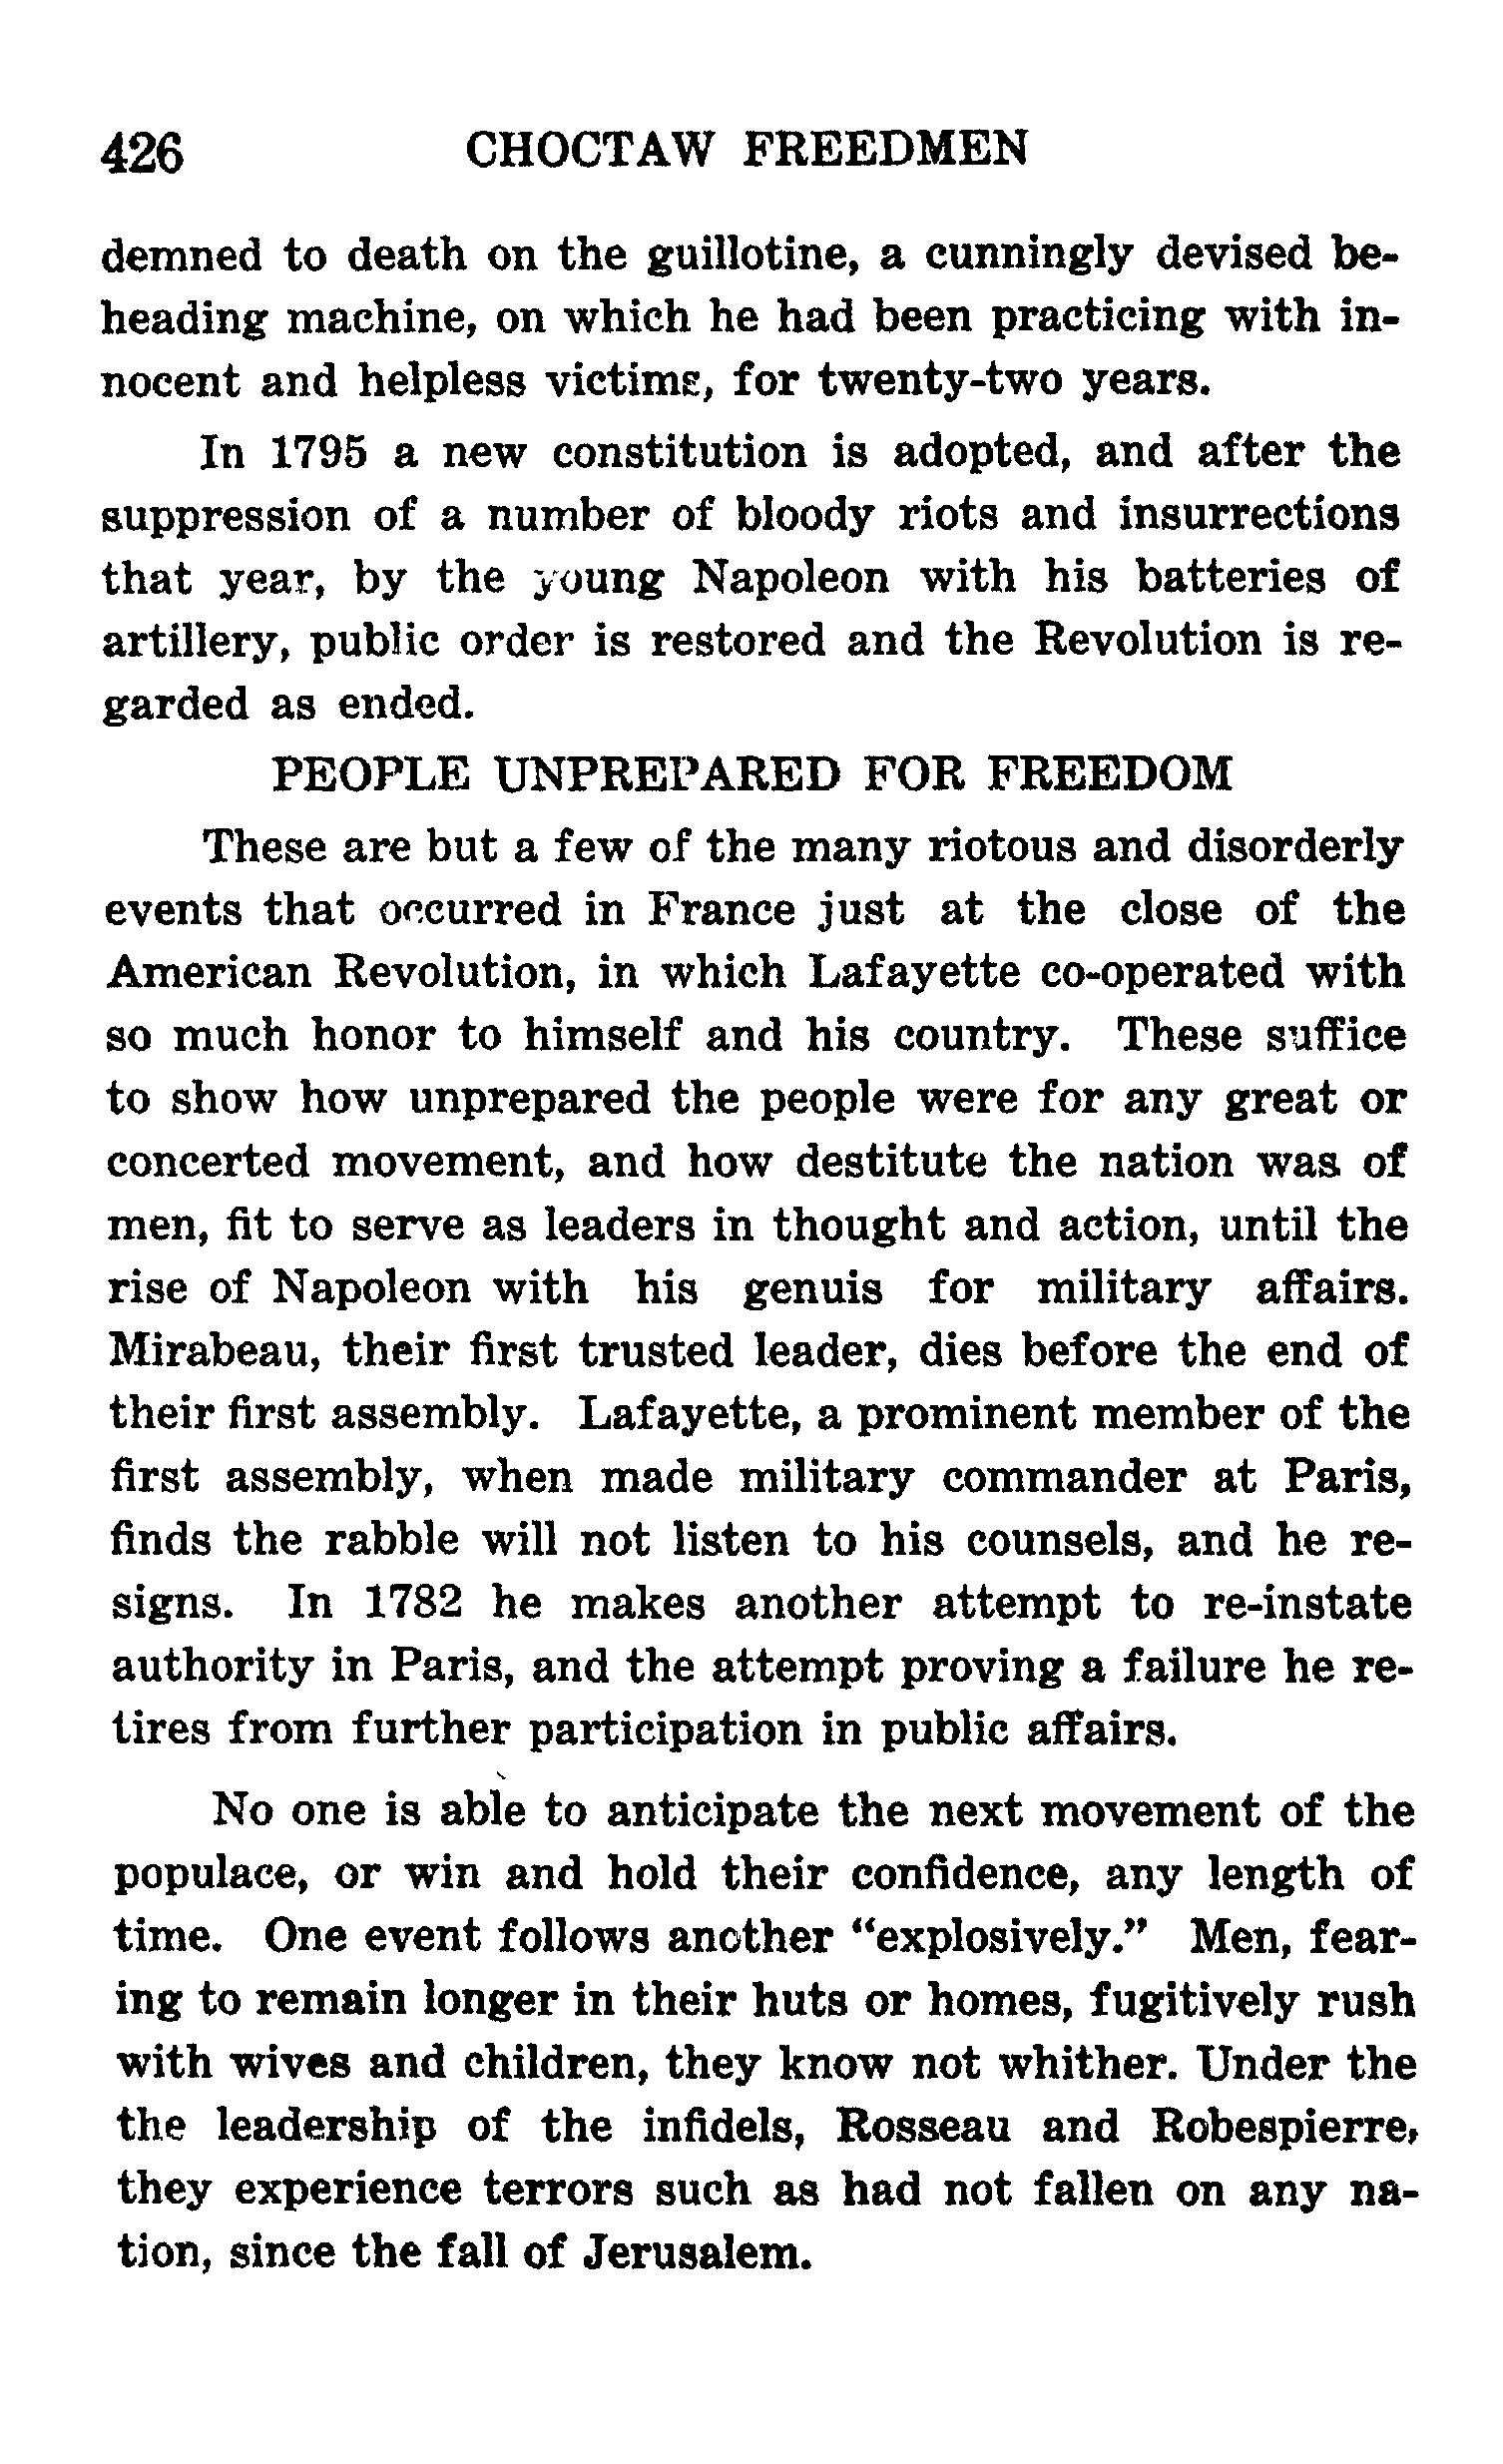 426 CHOCTAW FREEDMEN
demned to death on the guillotine, a cunningly devised be-
heading machine, on which he had been practicing with in-
nocent and helpless victims, for twenty-two years.
In 1795 a new constitution is adopted, and after the
suppression of a number of bloody riots and insurrections
that year, by the young Napoleon with his batteries of
artillery, public order is restored and the Revolution is re-
garded as ended.
PEOPLE UNPREPARED FOR FREEDOM
These are but a few of the many riotous and disorderly
events that occurred in France just at the close of the
American Revolution, in which Lafayette co-operated with
so much honor to himself and his country. These suffice
to show how unprepared the people were for any great or
concerted movement, and how destitute the nation was of
men, fit to serve as leaders in thought and action, until the
rise of Napoleon with his genuis for military affairs.
Mirabeau, their first trusted leader, dies before the end of
their first assembly. Lafayette, a prominent member of the
first assembly, when made military commander at Paris,
finds the rabble will not listen to his counsels, and he re-
signs. In 1782 he makes another attempt to re-instate
authority in Paris, and the attempt proving a failure he re-
tires from further participation in public affairs.
No one is able to anticipate the next movement of the
populace, or win and hold their confidence, any length of
time. One event follows another "explosively." Men, fear-
ing to remain longer in their huts or homes, fugitively rush
with wives and children, they know not whither. Under the
the leadership of the infidels, Rosseau and Robespierre,
they experience terrors such as had not fallen on any na-
tion, since the fall of Jerusalem.